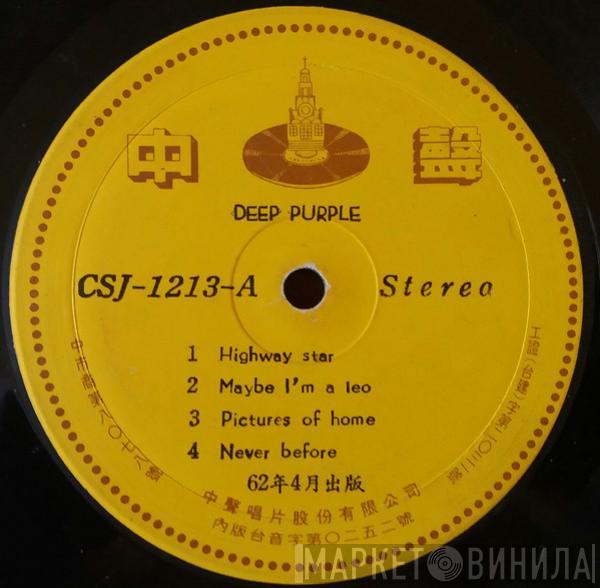 中聲
DEEP PURPLE
CSJ-1213-A Stereo
1 Highway star
2 Maybe I'm a leo
3 Pictures of home
4 Never before
62年4月出版
中聲唱片股份有限公司
內版台音字第〇二五二號
МАРКЕТ ВИНИЛА